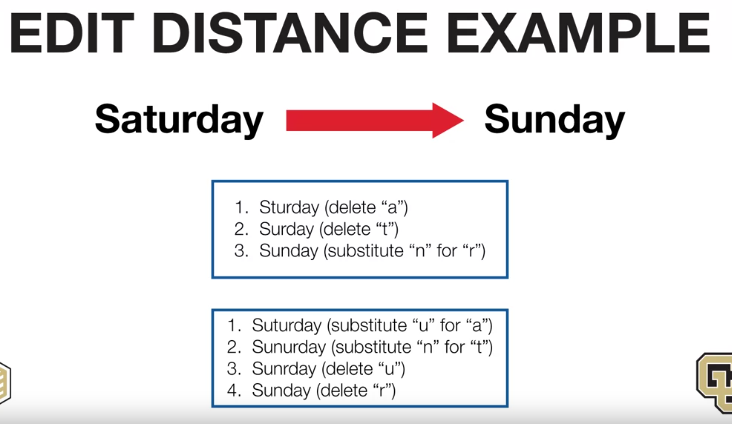 EDIT DISTANCE EXAMPLE
Saturday Sunday
1. Sturday (delete “a”)
2. Surday (delete “t”)
3. Sunday (substitute “n” for “r”)
1. Suturday (substitute “u” for “a”)
2. Sunurday (substitute “n” for “t”)
3. Sunrday (delete “u”)
4. Sunday (delete “r”)